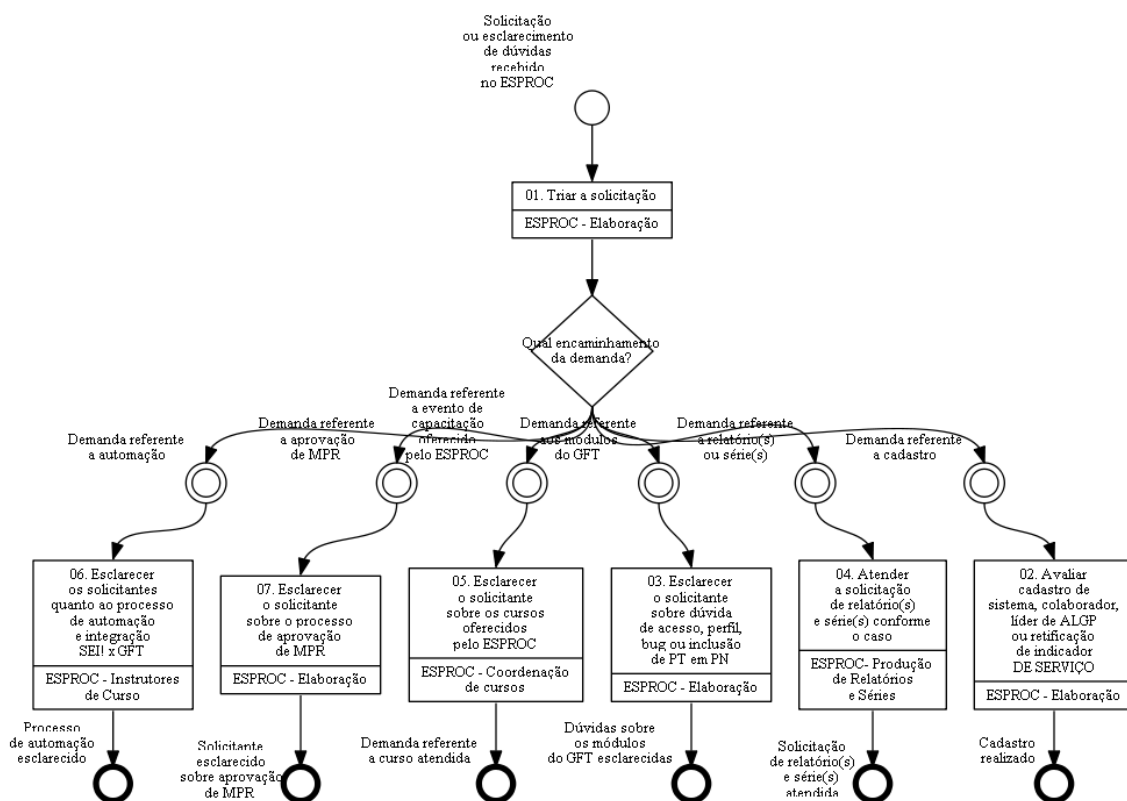 Solicitação
ou esclarecimento
de dúvidas
recebido
no ESPROC
01. Triar a solicitação
ESPROC - Elaboração
Qual encaminhamento
da demanda?
Demanda referente
a automação
Demanda referente
a aprovação
de MPR
Demanda referente
a evento de
capacitação
oferecido
pelo ESPROC
Demanda referente
aos módulos
do GFT
Demanda referente
a relatório(s)
ou série(s)
Demanda referente
a cadastro
06. Esclarecer
os solicitantes
quanto ao processo
de automação
e integração
SEI! x GFT
ESPROC - Instrutores
de Curso
07. Esclarecer
o solicitante
sobre o processo
de aprovação
de MPR
ESPROC - Elaboração
05. Esclarecer
o solicitante
sobre os cursos
oferecidos
pelo ESPROC
ESPROC - Coordenação
de cursos
03. Esclarecer
o solicitante
sobre dúvida
de acesso, perfil,
bug ou inclusão
de PT em PN
ESPROC - Elaboração
04. Atender
a solicitação
de relatório(s)
e série(s) conforme
o caso
ESPROC- Produção
de Relatórios
e Séries
02. Avaliar
cadastro de
sistema, colaborador,
líder de ALGP
ou retificação
de indicador
DE SERVIÇO
ESPROC - Elaboração
Processo
de automação
esclarecido
Solicitante
esclarecido
sobre aprovação
de MPR
Demanda referente
a curso atendida
Dúvidas sobre
os módulos
do GFT esclarecidas
Solicitação
de relatório(s)
e série(s)
atendida
Cadastro
realizado